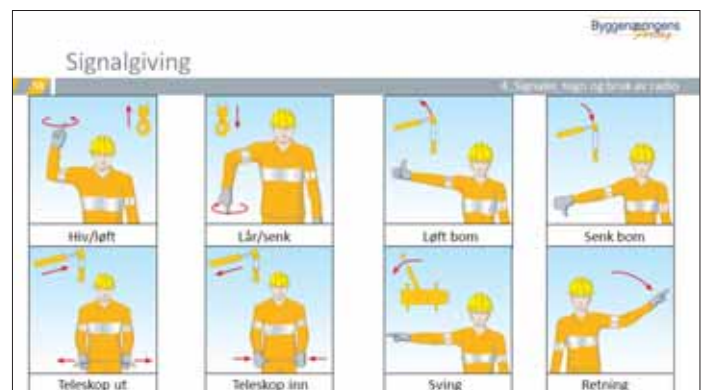 Byggenæringens
Forlag
Signalgiving
4. Signaler, tegn og bruk av radio
Hiv/løft
Lår/senk
Løft bom
Senk bom
Teleskop ut
Teleskop inn
Sving
Retning